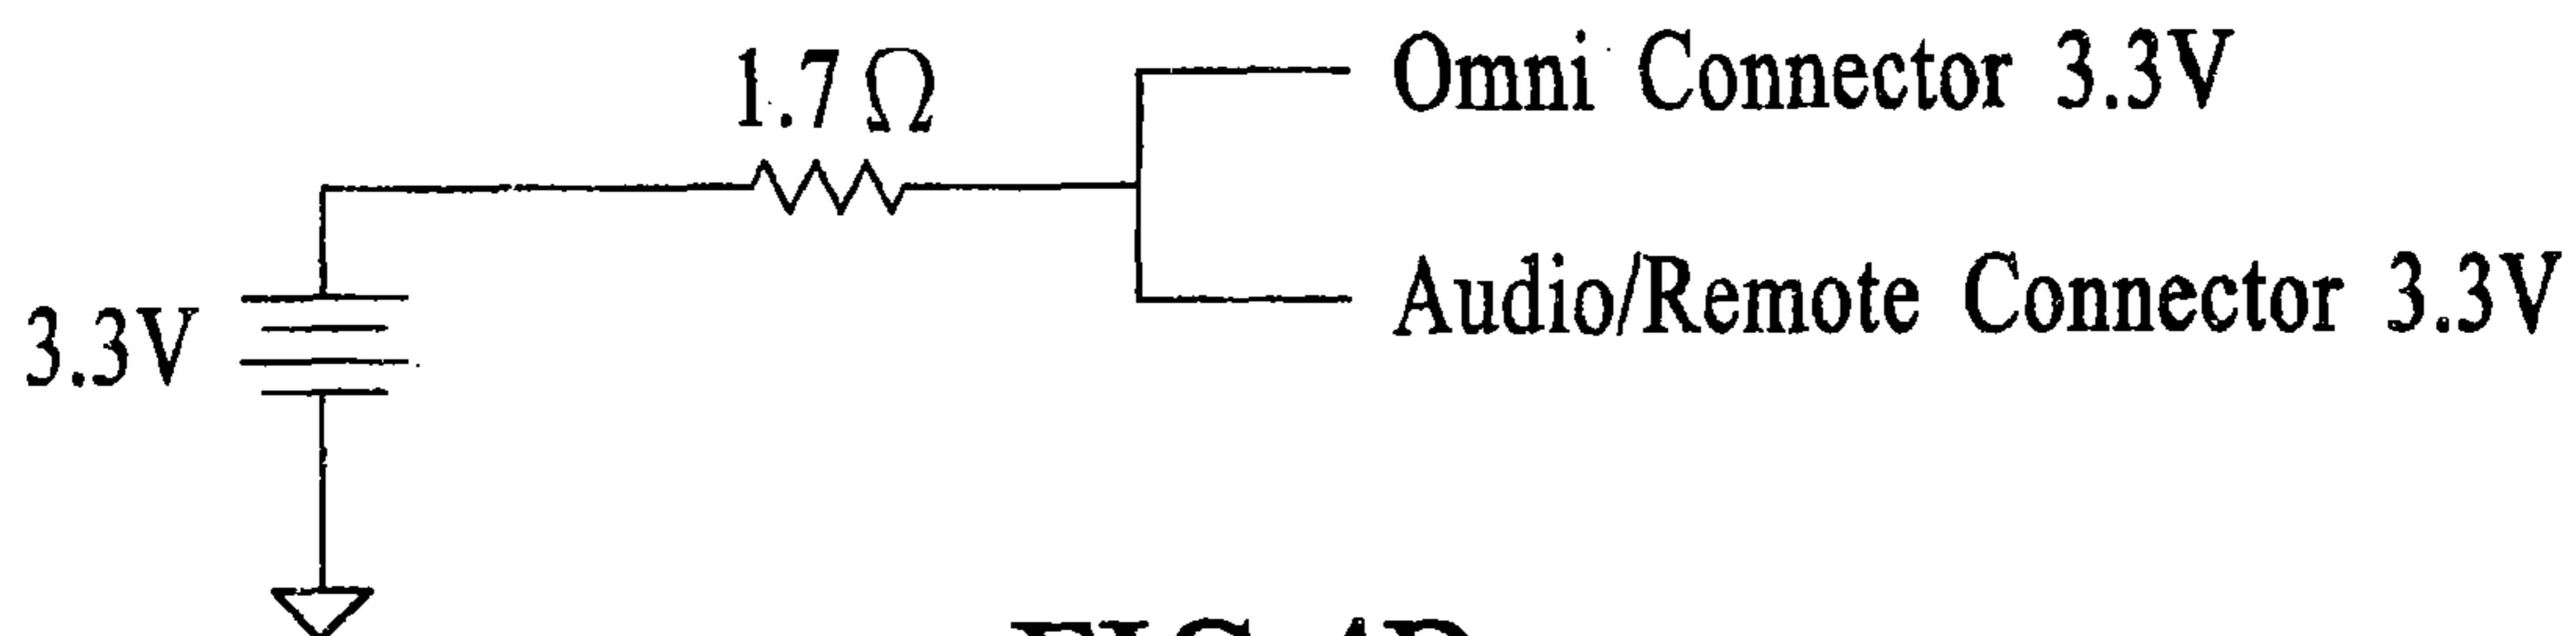 1.7 Ω
Omni Connector 3.3V
3.3V
Audio/Remote Connector 3.3V